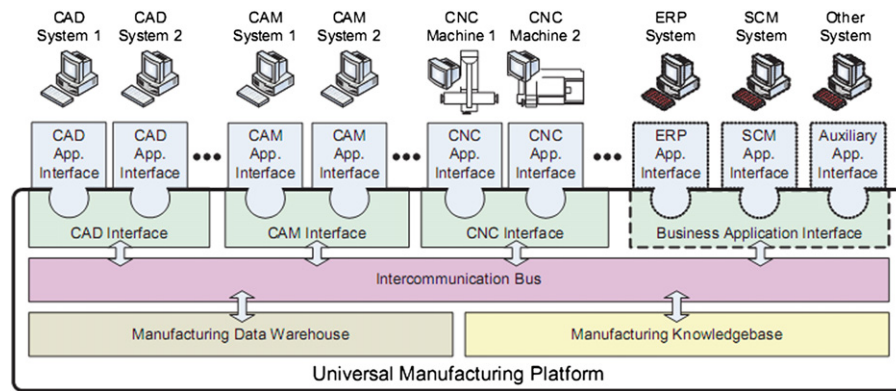 CAD
System 1
CAD
System 2
CAM
System 1
CAM
System 2
CNC
Machine 1
CNC
Machine 2
ERP
System
SCM
System
Other
System
CAD
App.
Interface
CAD
App.
Interface
CAM
App.
Interface
CAM
App.
Interface
CNC
App.
Interface
CNC
App.
Interface
ERP
App.
Interface
SCM
App.
Interface
Auxiliary
App.
Interface
CAD Interface
CAM Interface
CNC Interface
Business Application Interface
Intercommunication Bus
Manufacturing Data Warehouse
Manufacturing Knowledgebase
Universal Manufacturing Platform